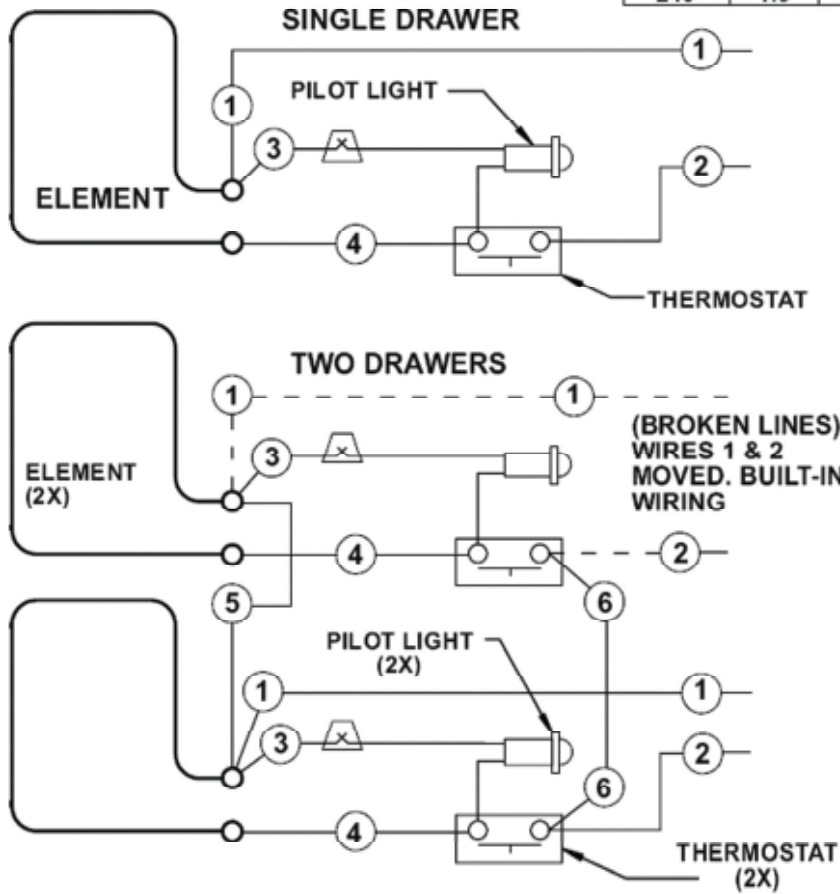 SINGLE DRAWER
1
1
PILOT LIGHT
3
2
ELEMENT
4
THERMOSTAT
TWO DRAWERS
1
1
(BROKEN LINES)
WIRES 1 & 2
MOVED. BUILT-IN
WIRING
3
ELEMENT
(2X)
4
2
5
6
PILOT LIGHT
(2X)
1
1
3
2
6
4
THERMOSTAT
(2X)